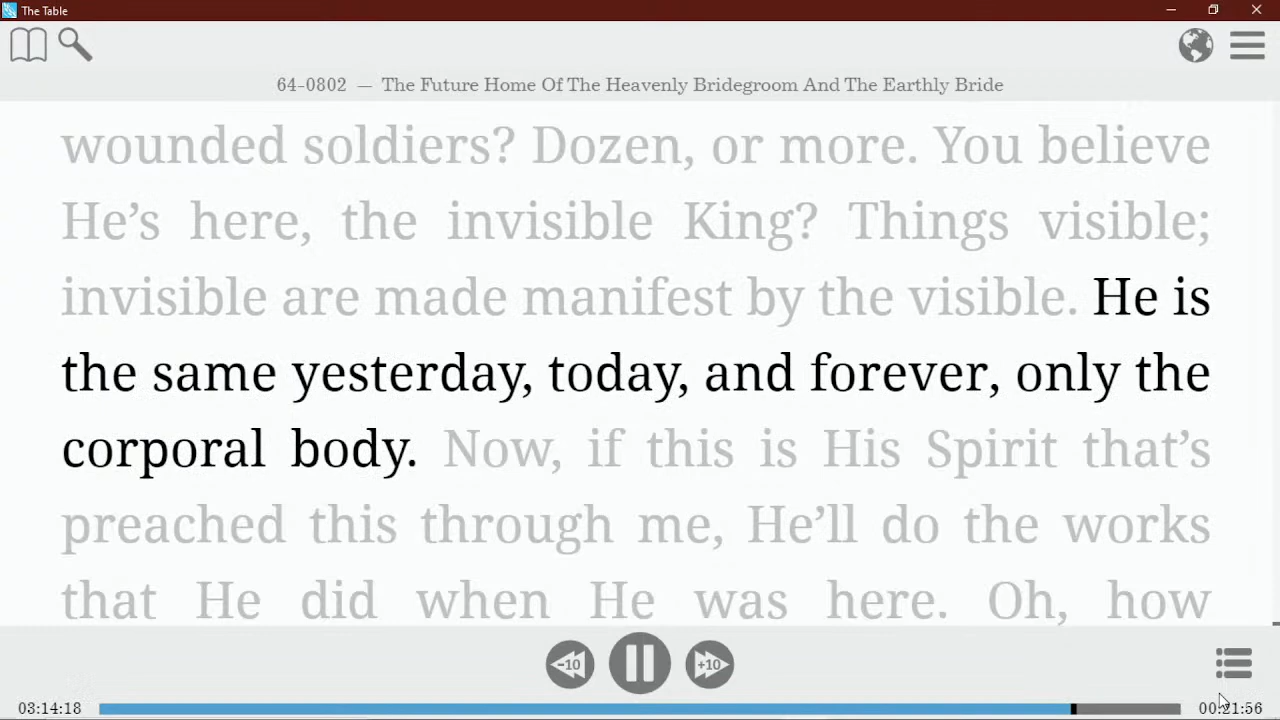 The Table
64-0802 — The Future Home Of The Heavenly Bridegroom And The Earthly Bride
wounded soldiers? Dozen, or more. You believe
He’s here, the invisible King? Things visible;
invisible are made manifest by the visible. He is
the same yesterday, today, and forever, only the
corporal body. Now, if this is His Spirit that’s
preached this through me, He’ll do the works
that He did when He was here. Oh, how
-10 +10
03:14:18 00:21:56